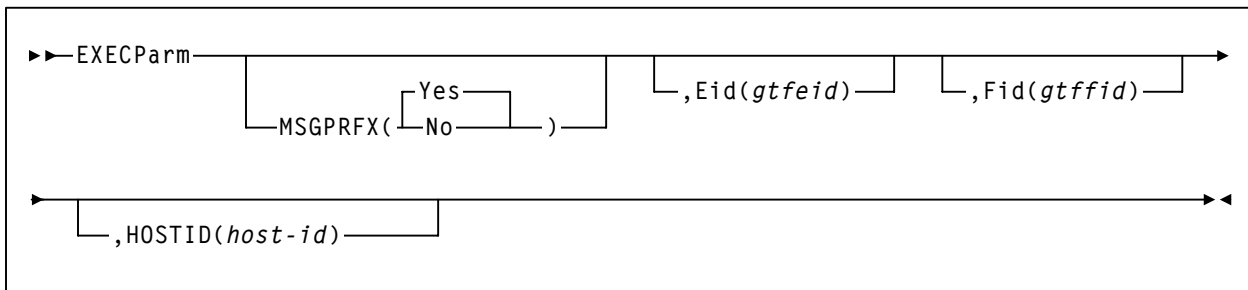 EXECParm
Yes
MSGPRFX( No )
,Eid(gtfeid)
,Fid(gtffid)
,HOSTID(host-id)